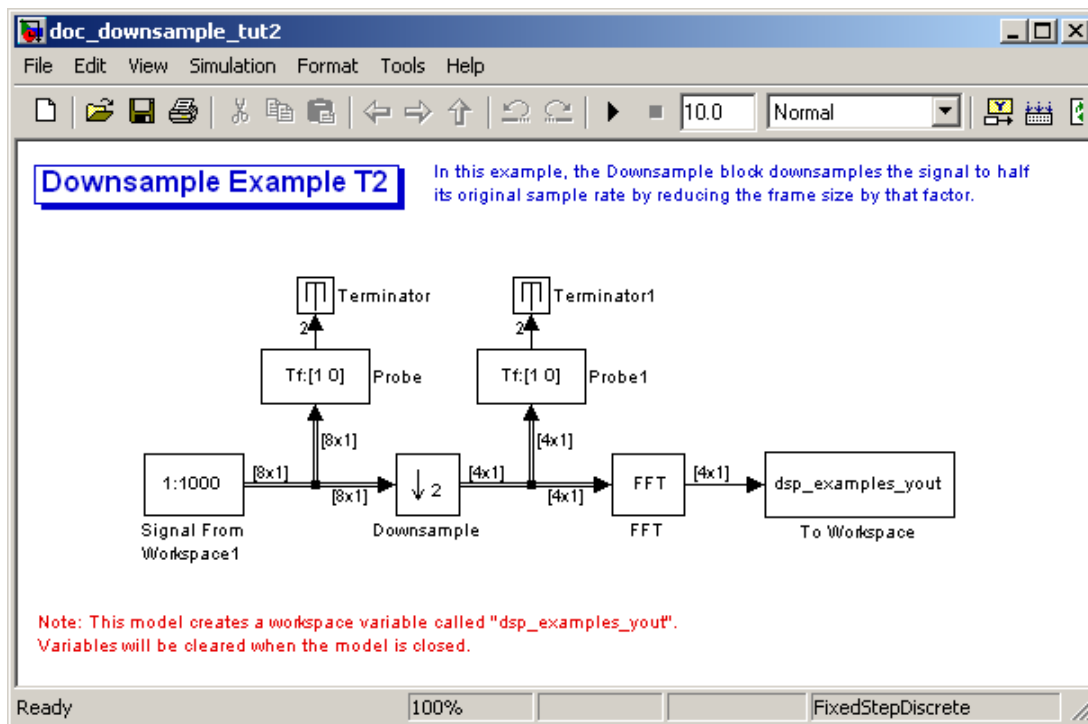 doc_downsample_tut2
File Edit View Simulation Format Tools Help
10.0 Normal
Downsample Example T2
In this example, the Downsample block downsamples the signal to half
its original sample rate by reducing the frame size by that factor.
Terminator
Terminator1
2
2
Tf:[1 0]
Probe
Tf:[1 0]
Probe1
[8x1]
[4x1]
1:1000
[8x1]
[8x1]
↓ 2
[4x1]
[4x1]
FFT
[4x1]
dsp_examples_yout
Signal From
Workspace1
Downsample
FFT
To Workspace
Note: This model creates a workspace variable called "dsp_examples_yout".
Variables will be cleared when the model is closed.
Ready
100%
FixedStepDiscrete